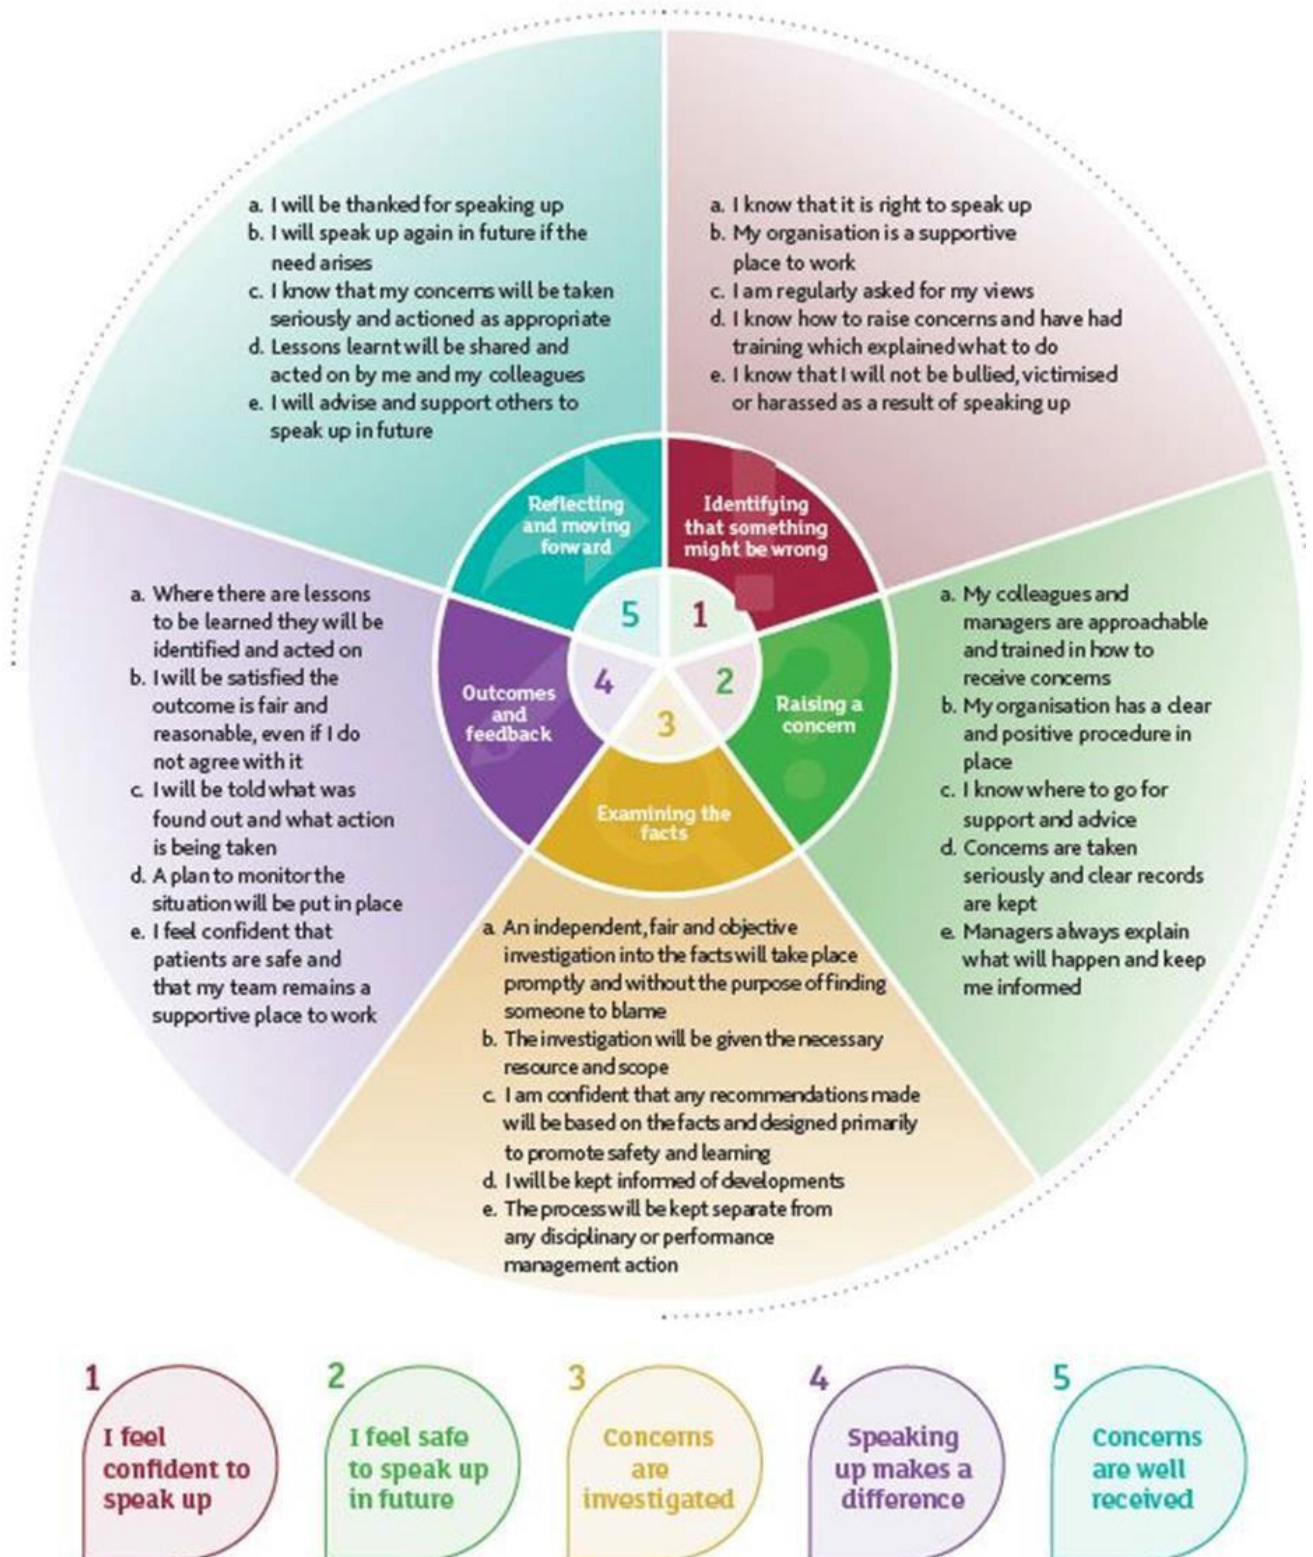 a. I will be thanked for speaking up
b. I will speak up again in future if the
need arises
c. I know that my concerns will be taken
seriously and actioned as appropriate
d. Lessons learnt will be shared and
acted on by me and my colleagues
e. I will advise and support others to
speak up in future
a. I know that it is right to speak up
b. My organisation is a supportive
place to work
c. I am regularly asked for my views
d. I know how to raise concerns and have had
training which explained what to do
e. I know that I will not be bullied, victimised
or harassed as a result of speaking up
Reflecting
and moving
forward
Identifying
that something
might be wrong
5
1
4
2
3
Outcomes
and
feedback
Raising a
concern
Examining the
facts
a. Where there are lessons
to be learned they will be
identified and acted on
b. I will be satisfied the
outcome is fair and
reasonable, even if I do
not agree with it
c. I will be told what was
found out and what action
is being taken
d. A plan to monitor the
situation will be put in place
e. I feel confident that
patients are safe and
that my team remains a
supportive place to work
a. My colleagues and
managers are approachable
and trained in how to
receive concerns
b. My organisation has a clear
and positive procedure in
place
c. I know where to go for
support and advice
d. Concerns are taken
seriously and clear records
are kept
e. Managers always explain
what will happen and keep
me informed
a. An independent, fair and objective
investigation into the facts will take place
promptly and without the purpose of finding
someone to blame
b. The investigation will be given the necessary
resource and scope
c. I am confident that any recommendations made
will be based on the facts and designed primarily
to promote safety and learning
d. I will be kept informed of developments
e. The process will be kept separate from
any disciplinary or performance
management action
1
I feel
confident to
speak up
2
I feel safe
to speak up
in future
3
Concerns
are
investigated
4
Speaking
up makes a
difference
5
Concerns
are well
received